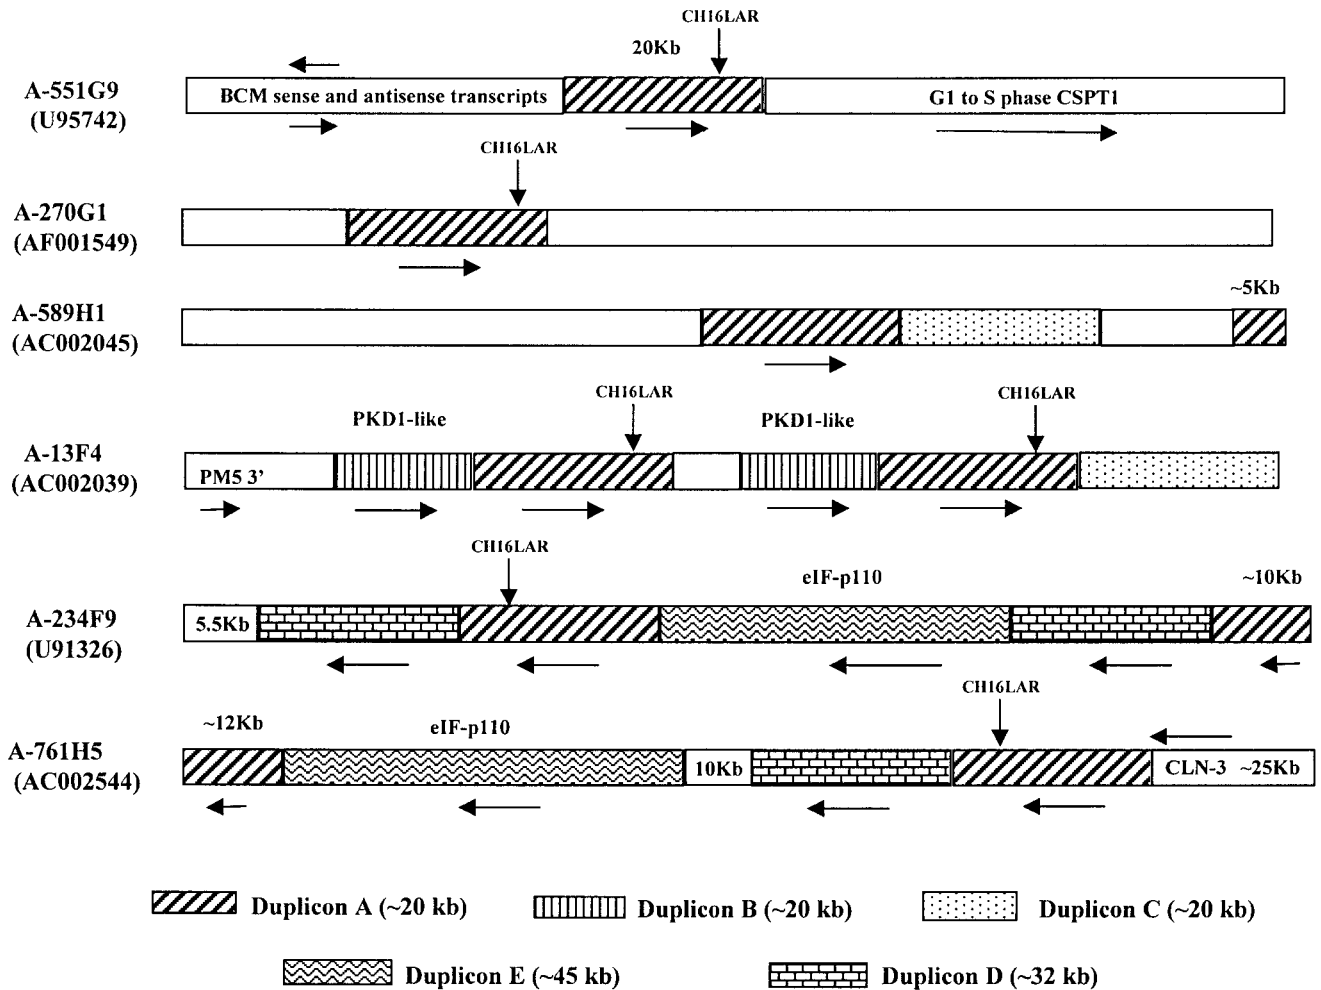 CH16LAR
20Kb
A-551G9
(U95742)
BCM sense and antisense transcripts
G1 to S phase CSPT1
CH16LAR
A-270G1
(AF001549)
~5Kb
A-589H1
(AC002045)
CH16LAR
CH16LAR
PKD1-like
PKD1-like
A-13F4
(AC002039)
PM5 3’
CH16LAR
eIF-p110
~10Kb
A-234F9
(U91326)
5.5Kb
CH16LAR
~12Kb
eIF-p110
A-761H5
(AC002544)
10Kb
CLN-3 ~25Kb
Duplicon A (~20 kb)
Duplicon B (~20 kb)
Duplicon C (~20 kb)
Duplicon E (~45 kb)
Duplicon D (~32 kb)